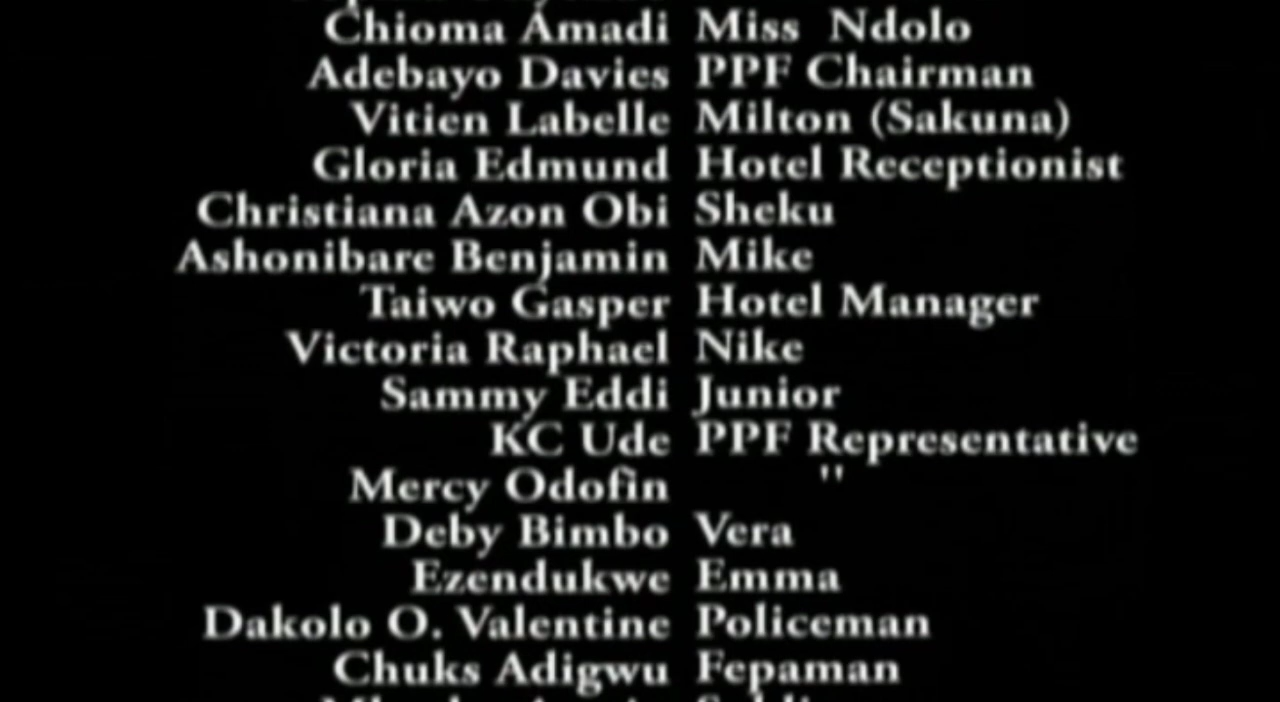 Chioma Amadi Miss Ndolo
Adebayo Davies PPF Chairman
Vitien Labelle Milton (Sakuna)
Gloria Edmund Hotel Receptionist
Christiana Azon Obi Sheku
Ashonibare Benjamin Mike
Taiwo Gasper Hotel Manager
Victoria Raphael Nike
Sammy Eddi Junior
KC Ude PPF Representative
Mercy Odofin "
Deby Bimbo Vera
Ezendukwe Emma
Dakolo O. Valentine Policeman
Chuks Adigwu Fepaman